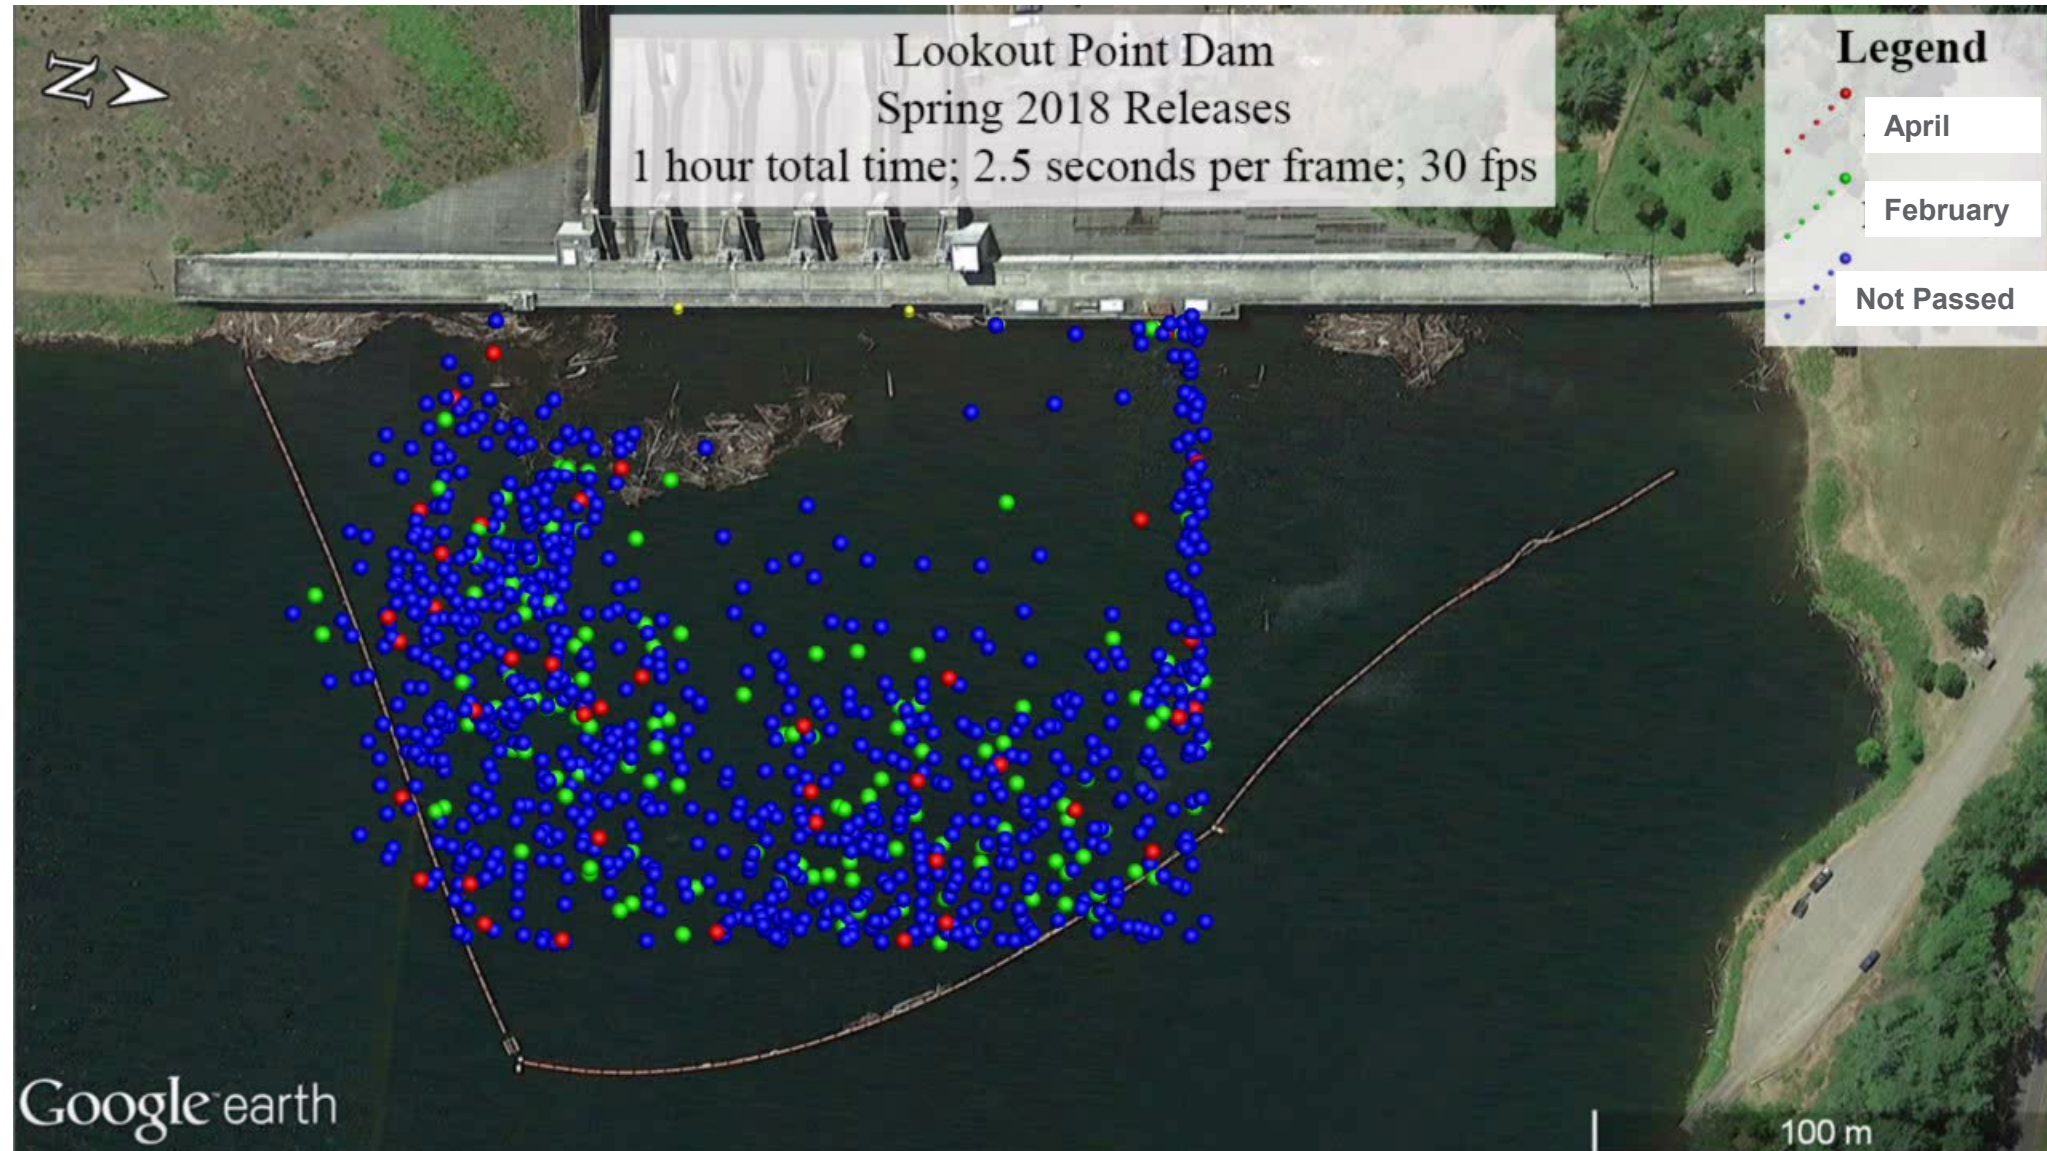 N
Lookout Point Dam
Spring 2018 Releases
1 hour total time; 2.5 seconds per frame; 30 fps
Legend
April
February
Not Passed
Google earth
100 m